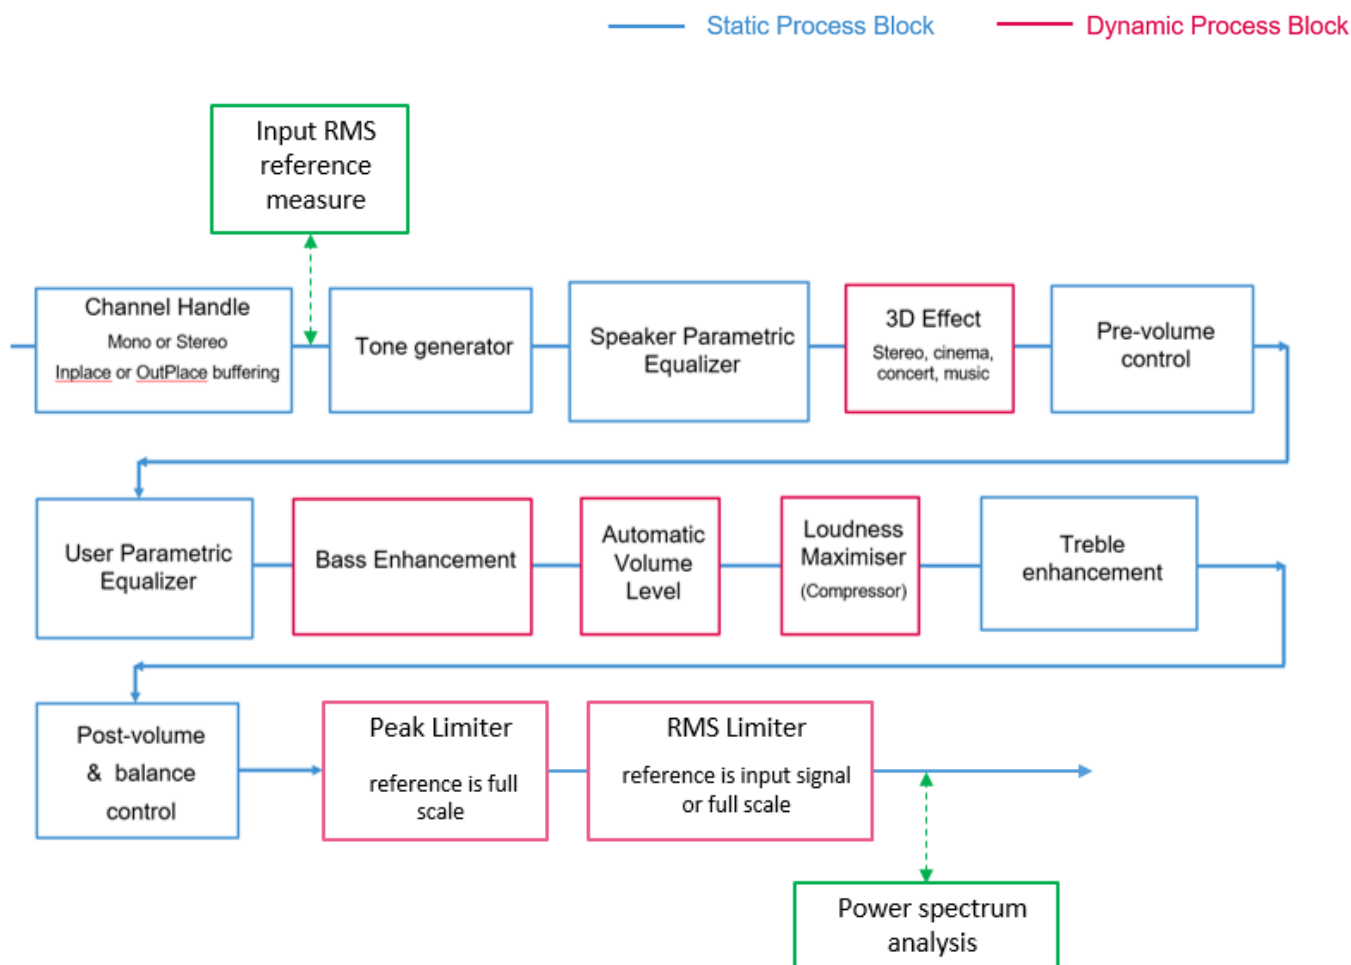 Static Process Block
Dynamic Process Block
Input RMS
reference
measure
Channel Handle
Mono or Stereo
Inplace or OutPlace buffering
Tone generator
Speaker Parametric
Equalizer
3D Effect
Stereo, cinema,
concert, music
Pre-volume
control
User Parametric
Equalizer
Bass Enhancement
Automatic
Volume
Level
Loudness
Maximiser
(Compressor)
Treble
enhancement
Post-volume
& balance
control
Peak Limiter
reference is full
scale
RMS Limiter
reference is input signal
or full scale
Power spectrum
analysis